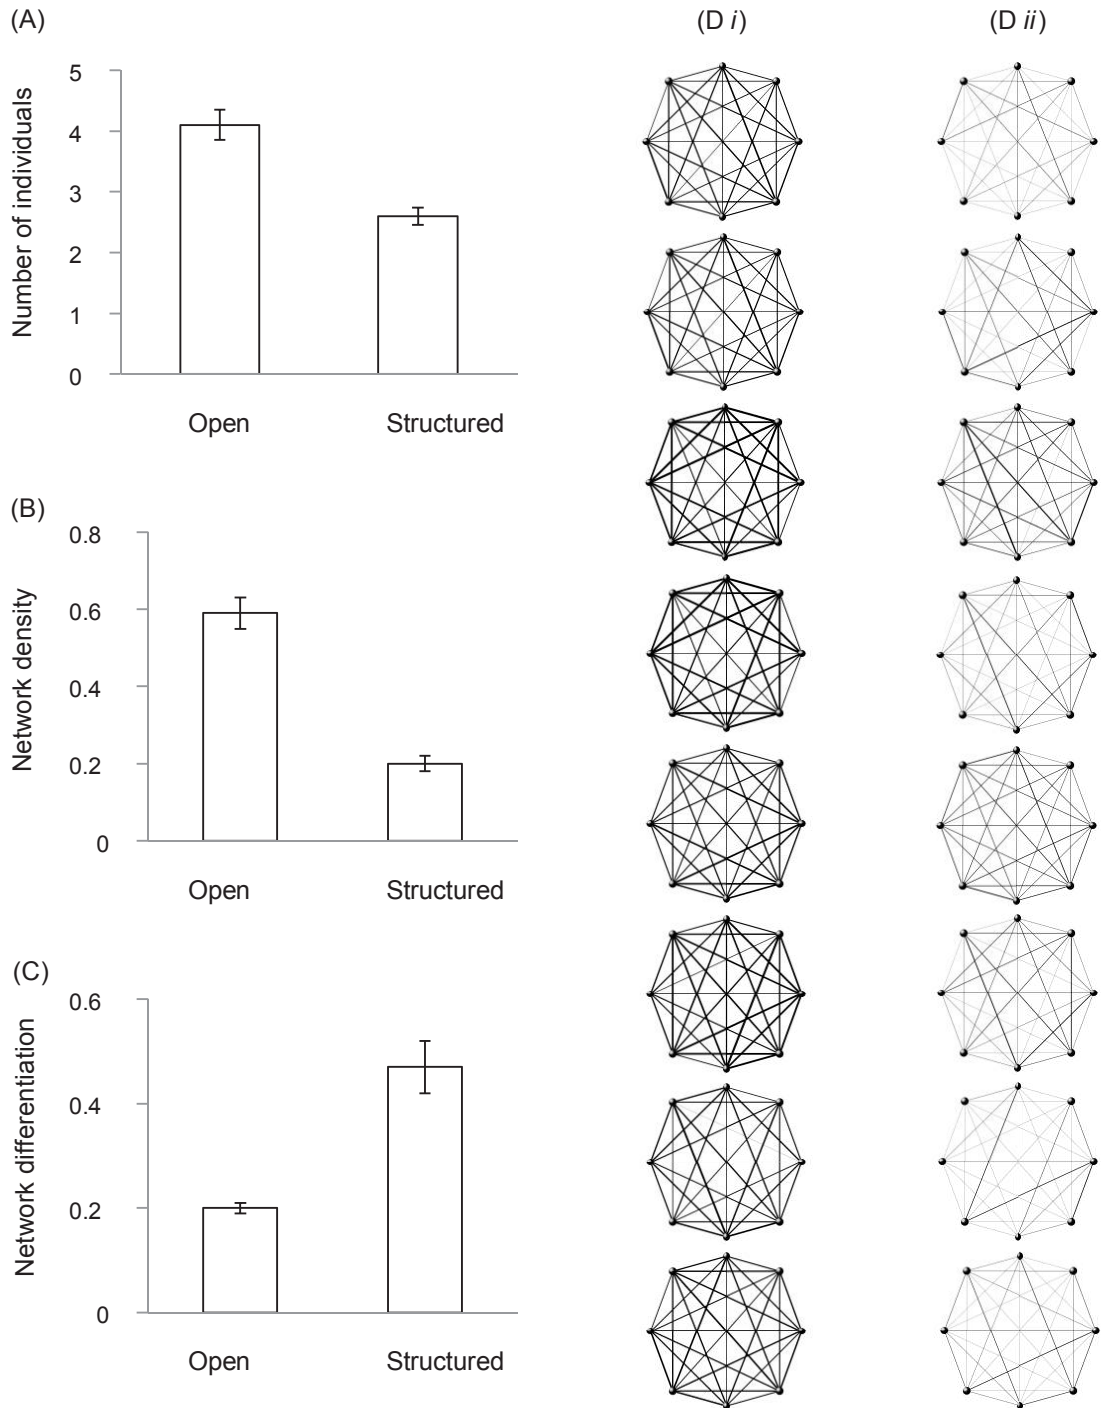 (A)
Number of individuals
5
4
3
2
1
0
Open Structured
(B)
Network density
0.8
0.6
0.4
0.2
0
Open Structured
(C)
Network differentiation
0.6
0.4
0.2
0
Open Structured
(D i) (D ii)